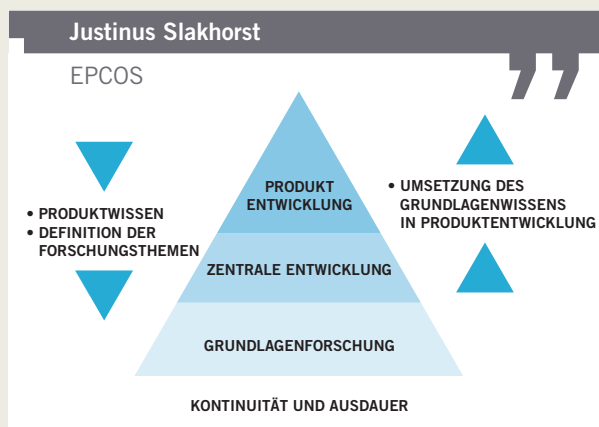 Justinus Slakhorst
EPCOS
• PRODUKTWISSEN
• DEFINITION DER
FORSCHUNGSTHEMEN
PRODUKT
ENTWICKLUNG
ZENTRALE ENTWICKLUNG
GRUNDLAGENFORSCHUNG
• UMSETZUNG DES
GRUNDLAGENWISSENS
IN PRODUKTENTWICKLUNG
KONTINUITÄT UND AUSDAUER